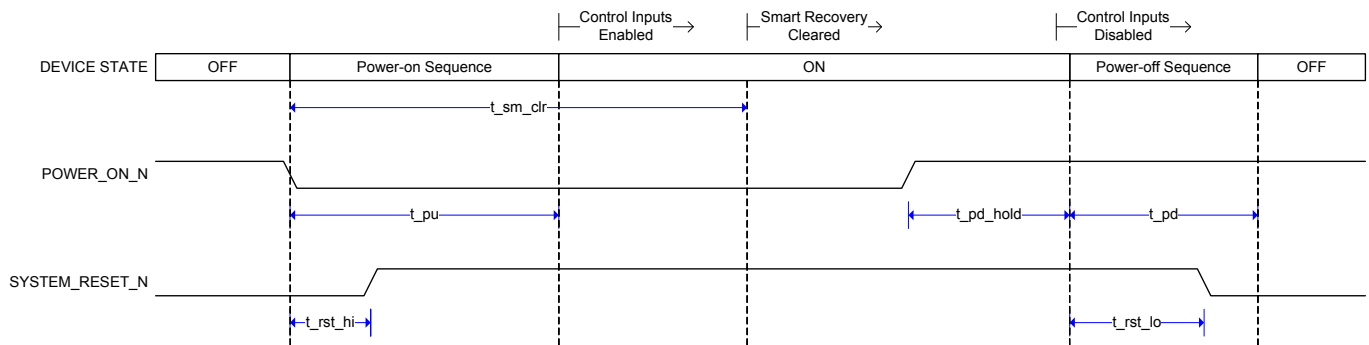 Control Inputs
Enabled
Smart Recovery
Cleared
Control Inputs
Disabled
DEVICE STATE
OFF
Power-on Sequence
ON
Power-off Sequence
OFF
t_sm_clr
POWER_ON_N
t_pu
t_pd_hold
t_pd
SYSTEM_RESET_N
t_rst_hi
t_rst_lo